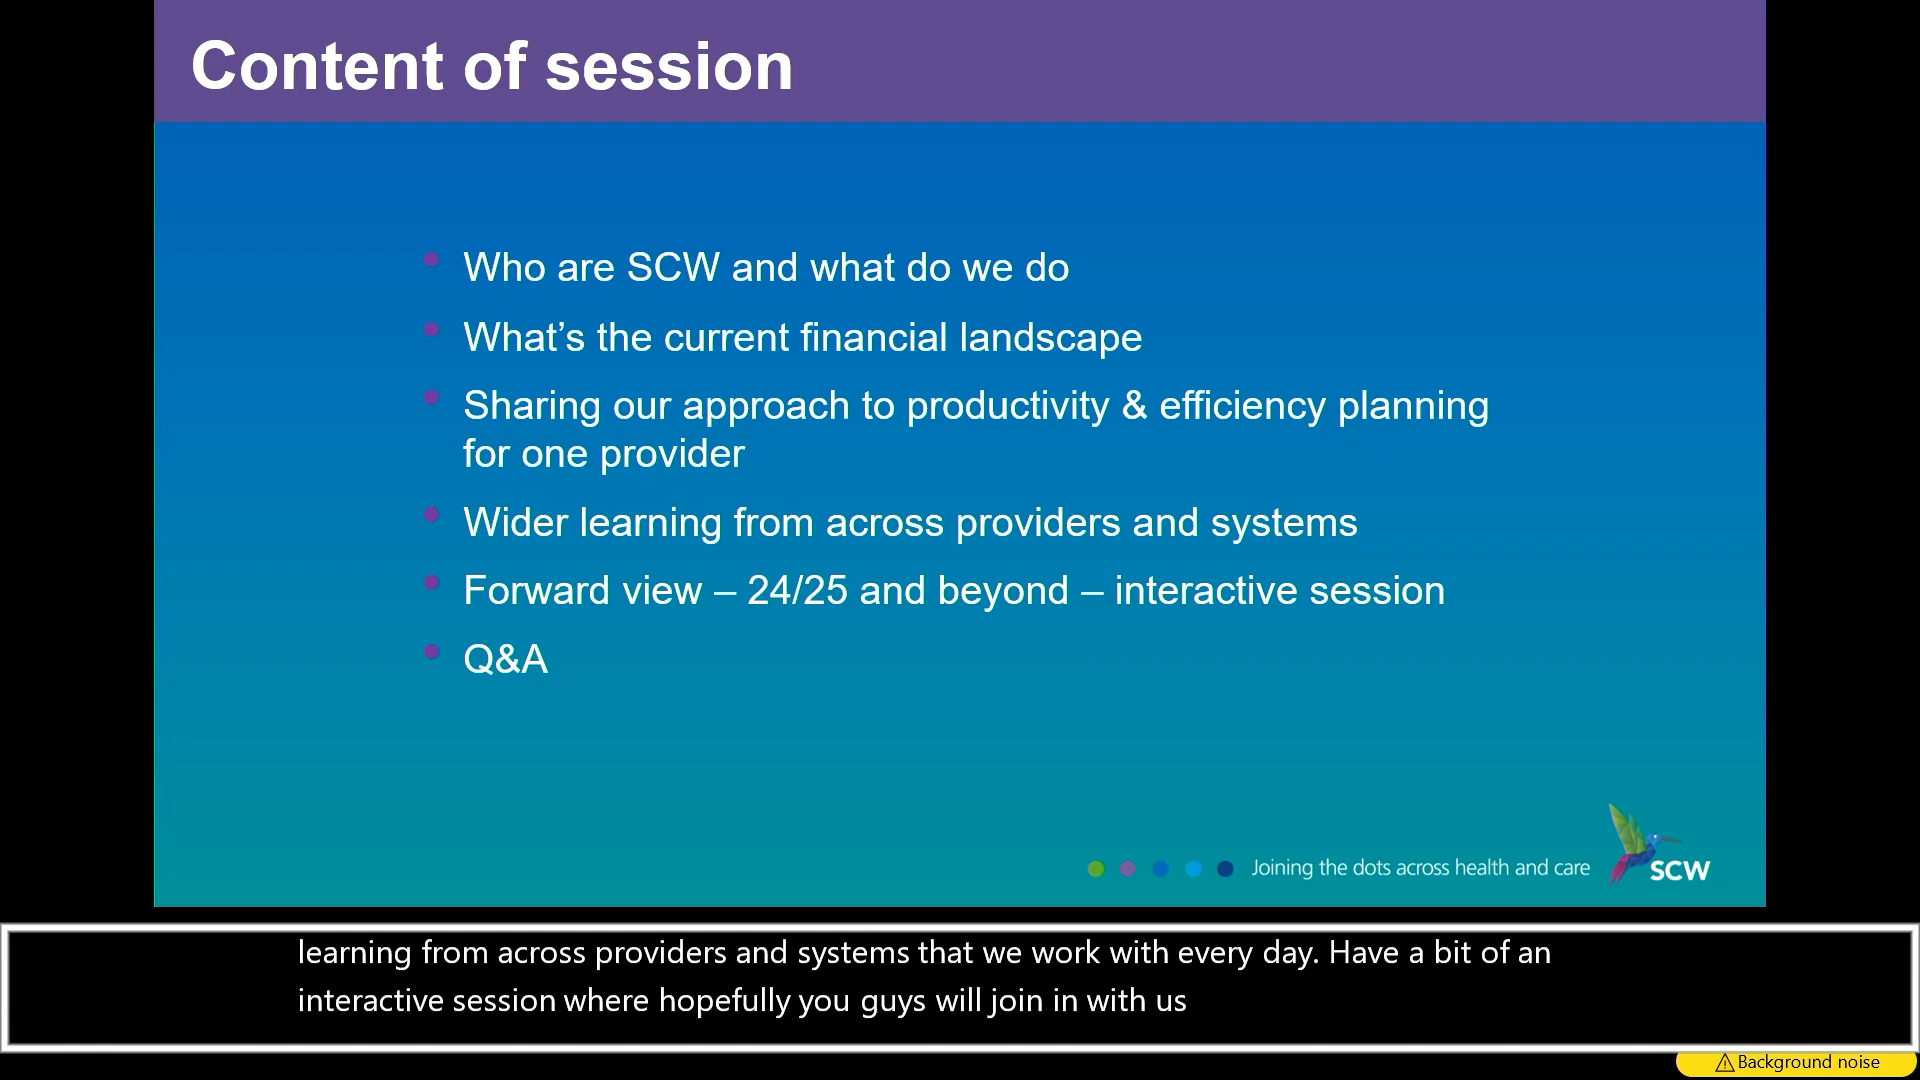 Content of session
• Who are SCW and what do we do
• What’s the current financial landscape
• Sharing our approach to productivity & efficiency planning
for one provider
• Wider learning from across providers and systems
• Forward view – 24/25 and beyond – interactive session
• Q&A
Joining the dots across health and care
SCW
learning from across providers and systems that we work with every day. Have a bit of an
interactive session where hopefully you guys will join in with us
Background noise